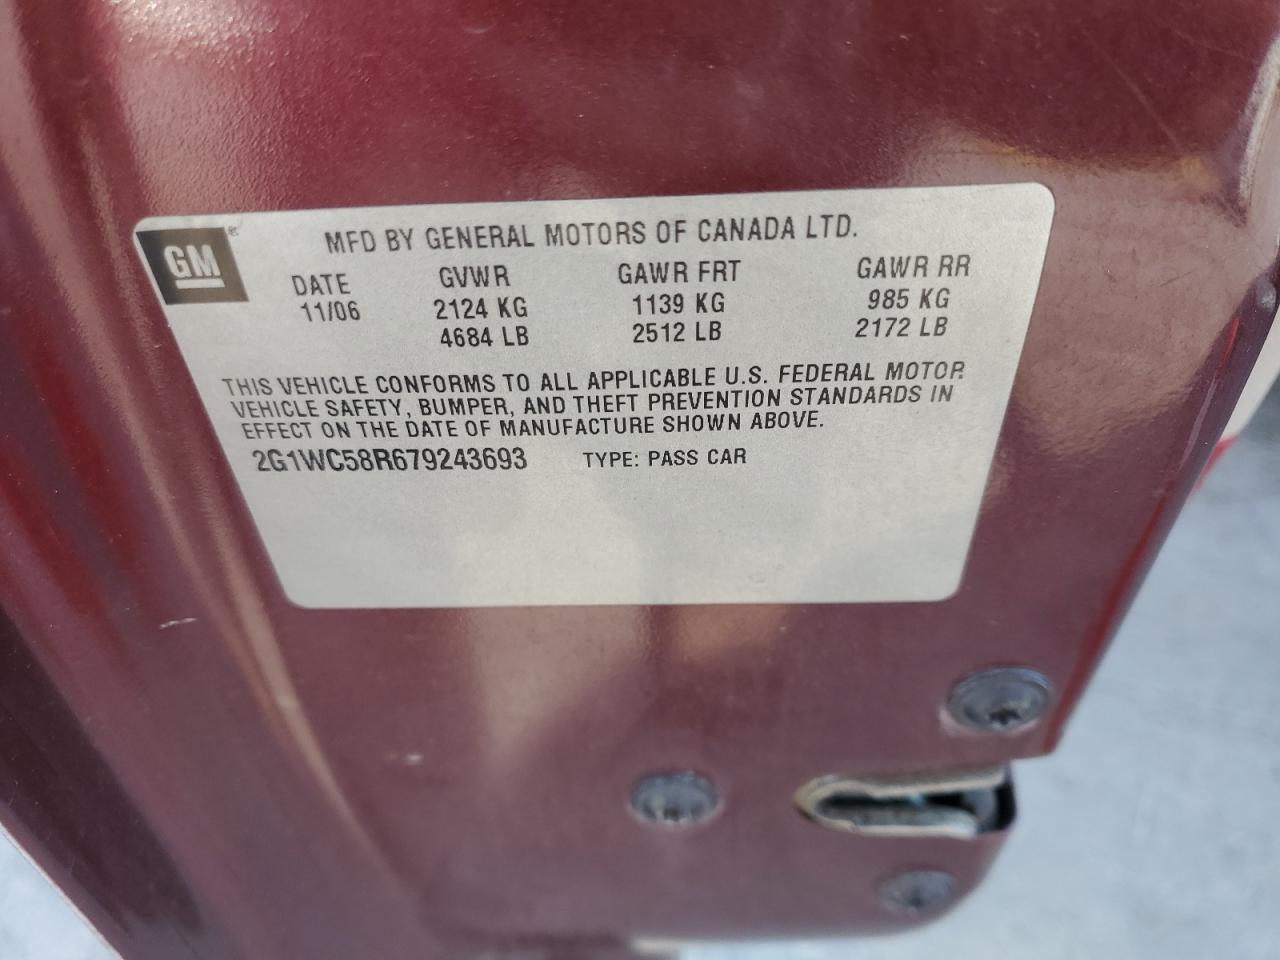 GM®
MFD BY GENERAL MOTORS OF CANADA LTD.
DATE GVWR GAWR FRT GAWR RR
11/06 2124 KG 1139 KG 985 KG
4684 LB 2512 LB 2172 LB
THIS VEHICLE CONFORMS TO ALL APPLICABLE U.S. FEDERAL MOTOR
VEHICLE SAFETY, BUMPER, AND THEFT PREVENTION STANDARDS IN
EFFECT ON THE DATE OF MANUFACTURE SHOWN ABOVE.
2G1WC58R679243693 TYPE: PASS CAR